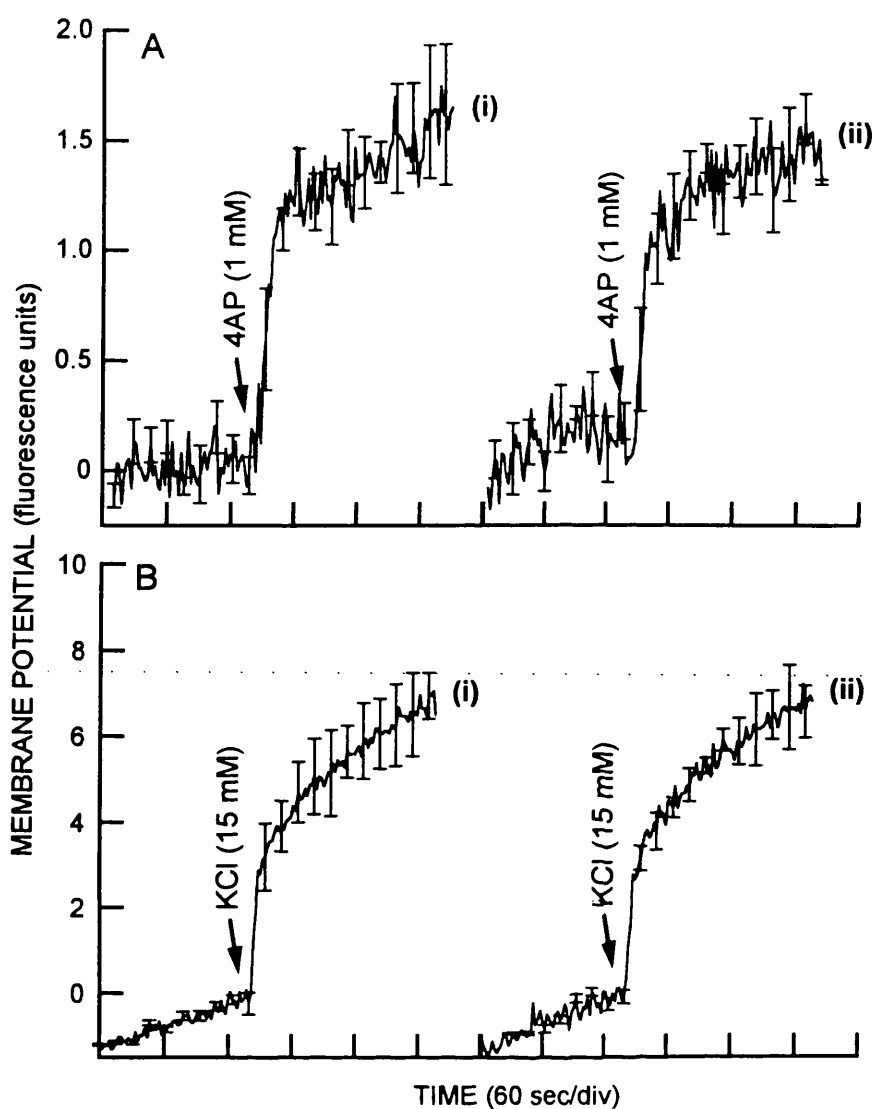 A
2.0
1.5
1.0
0.5
0
4AP (1 mM)
(i)
4AP (1 mM)
(ii)
MEMBRANE POTENTIAL (fluorescence units)
B
10
8
6
4
2
0
KCl (15 mM)
(i)
KCl (15 mM)
(ii)
TIME (60 sec/div)